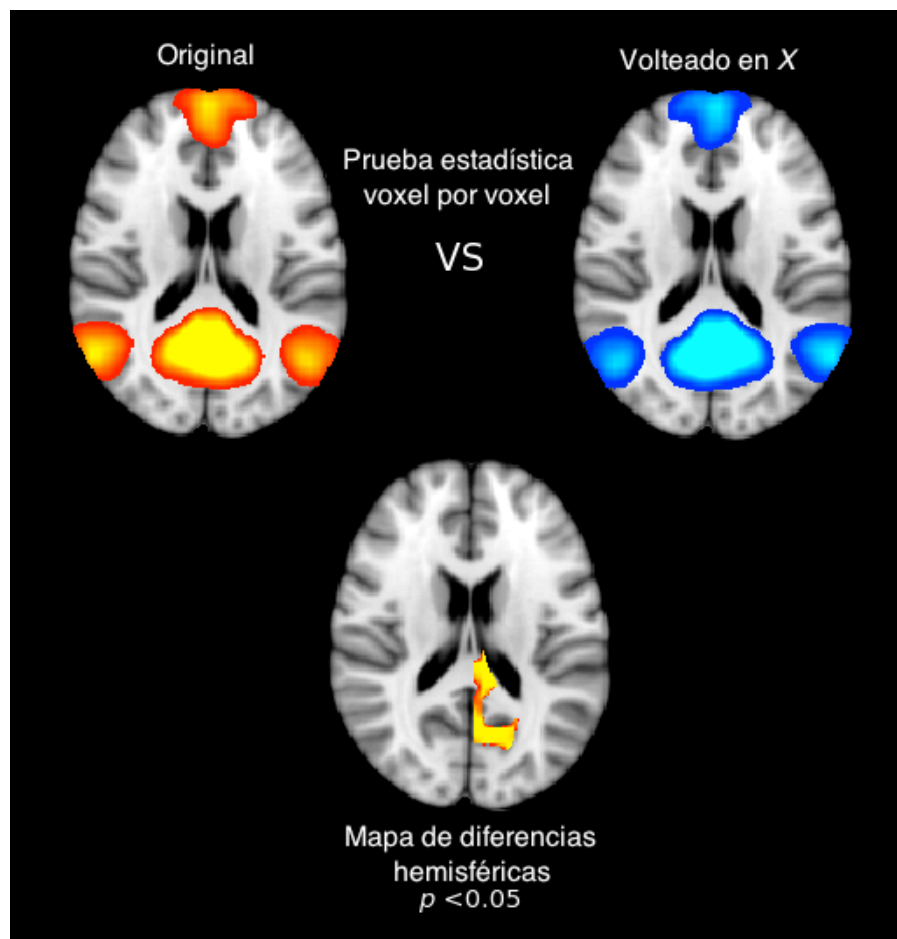 Original
Volteado en X
Prueba estadística
voxel por voxel
VS
Mapa de diferencias
hemisféricas
p <0.05